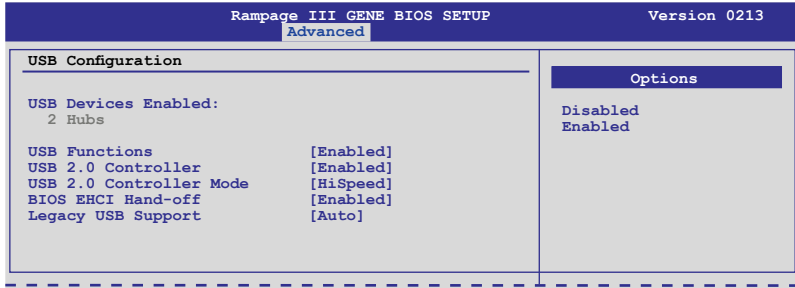 Rampage III GENE BIOS SETUP Version 0213
Advanced
USB Configuration
USB Devices Enabled:
2 Hubs
USB Functions [Enabled]
USB 2.0 Controller [Enabled]
USB 2.0 Controller Mode [HiSpeed]
BIOS EHCI Hand-off [Enabled]
Legacy USB Support [Auto]
Options
Disabled
Enabled